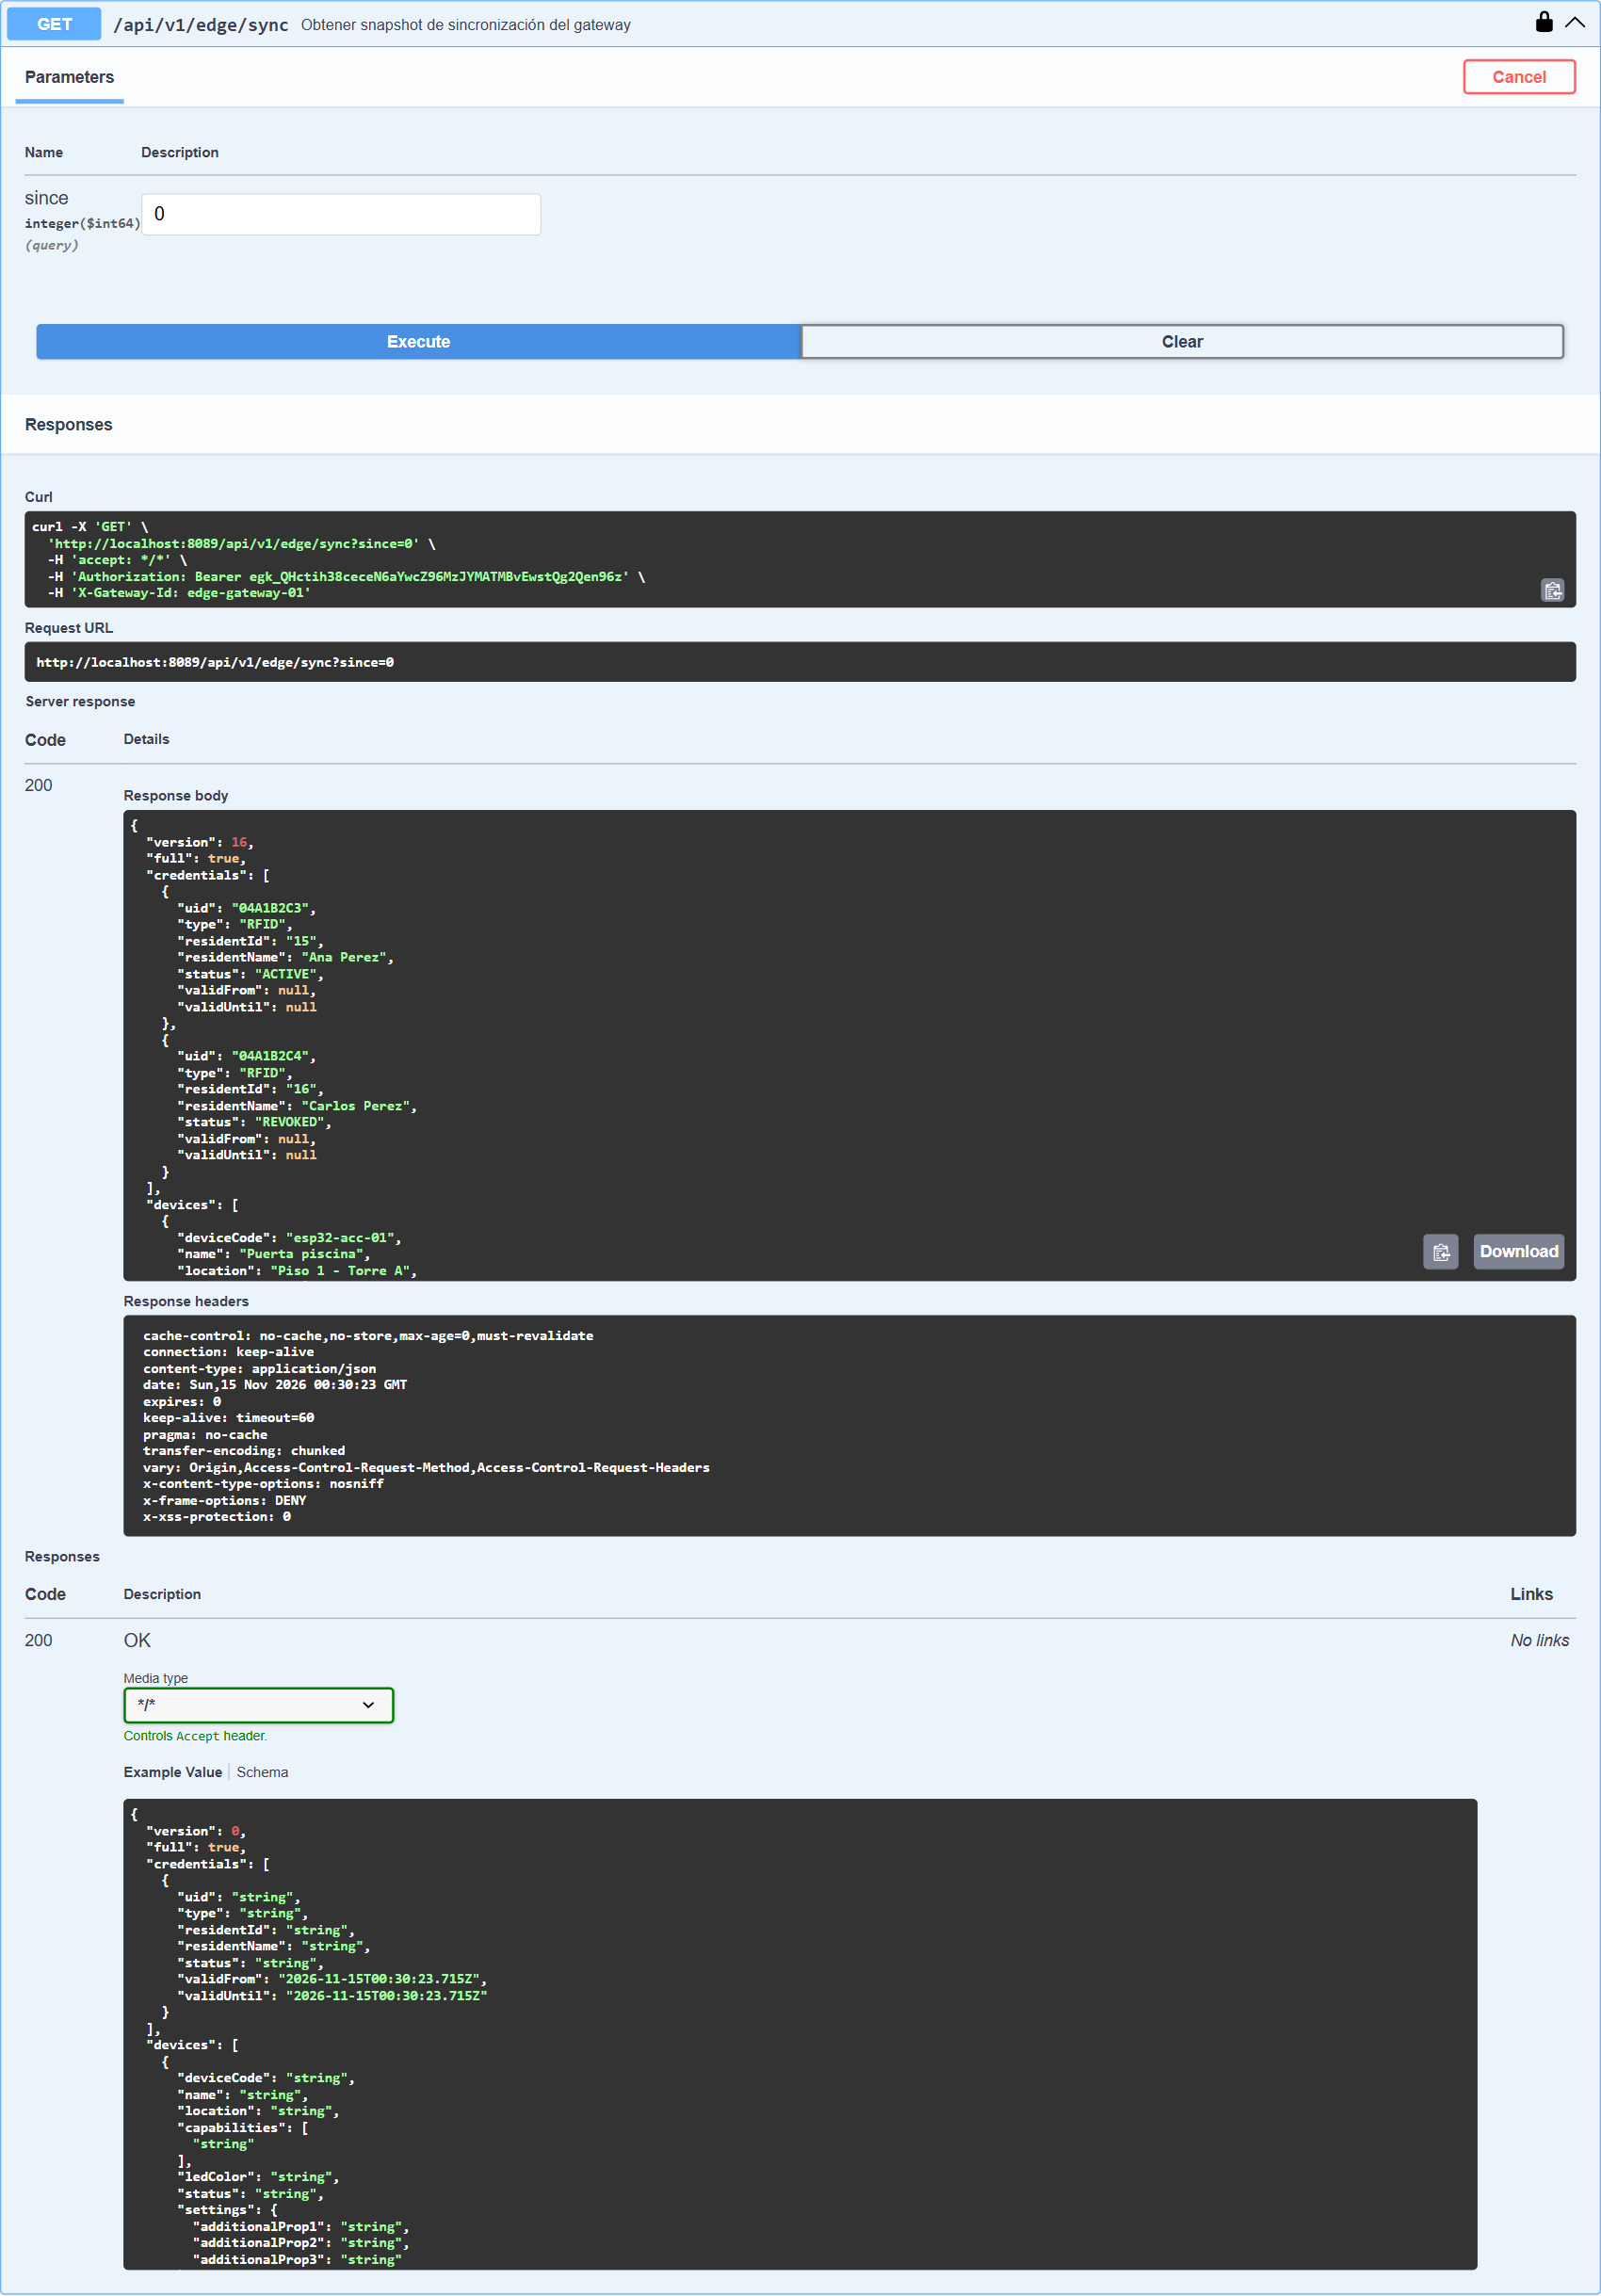 GET /api/v1/edge/sync Obtener snapshot de sincronización del gateway
Parameters
Cancel
Name Description
since
integer($int64)
(query)
0
Execute
Clear
Responses
Curl
curl -X 'GET' \
'http://localhost:8089/api/v1/edge/sync?since=0' \
-H 'accept: */*' \
-H 'Authorization: Bearer egk_QHctih38ceceN6aYwcZ96MzJYMATMBvEwstQg2Qen96z' \
-H 'X-Gateway-Id: edge-gateway-01'
Request URL
http://localhost:8089/api/v1/edge/sync?since=0
Server response
Code Details
200
Response body
{
"version": 16,
"full": true,
"credentials": [
{
"uid": "04A1B2C3",
"type": "RFID",
"residentId": "15",
"residentName": "Ana Perez",
"status": "ACTIVE",
"validFrom": null,
"validUntil": null
},
{
"uid": "04A1B2C4",
"type": "RFID",
"residentId": "16",
"residentName": "Carlos Perez",
"status": "REVOKED",
"validFrom": null,
"validUntil": null
}
],
"devices": [
{
"deviceCode": "esp32-acc-01",
"name": "Puerta piscina",
"location": "Piso 1 - Torre A",
Download
Response headers
cache-control: no-cache,no-store,max-age=0,must-revalidate
connection: keep-alive
content-type: application/json
date: Sun,15 Nov 2026 00:30:23 GMT
expires: 0
keep-alive: timeout=60
pragma: no-cache
transfer-encoding: chunked
vary: Origin,Access-Control-Request-Method,Access-Control-Request-Headers
x-content-type-options: nosniff
x-frame-options: DENY
x-xss-protection: 0
Responses
Code Description Links
200 OK No links
Media type
*/*
Controls Accept header.
Example Value Schema
{
"version": 0,
"full": true,
"credentials": [
{
"uid": "string",
"type": "string",
"residentId": "string",
"residentName": "string",
"status": "string",
"validFrom": "2026-11-15T00:30:23.715Z",
"validUntil": "2026-11-15T00:30:23.715Z"
}
],
"devices": [
{
"deviceCode": "string",
"name": "string",
"location": "string",
"capabilities": [
"string"
],
"ledColor": "string",
"status": "string",
"settings": {
"additionalProp1": "string",
"additionalProp2": "string",
"additionalProp3": "string"